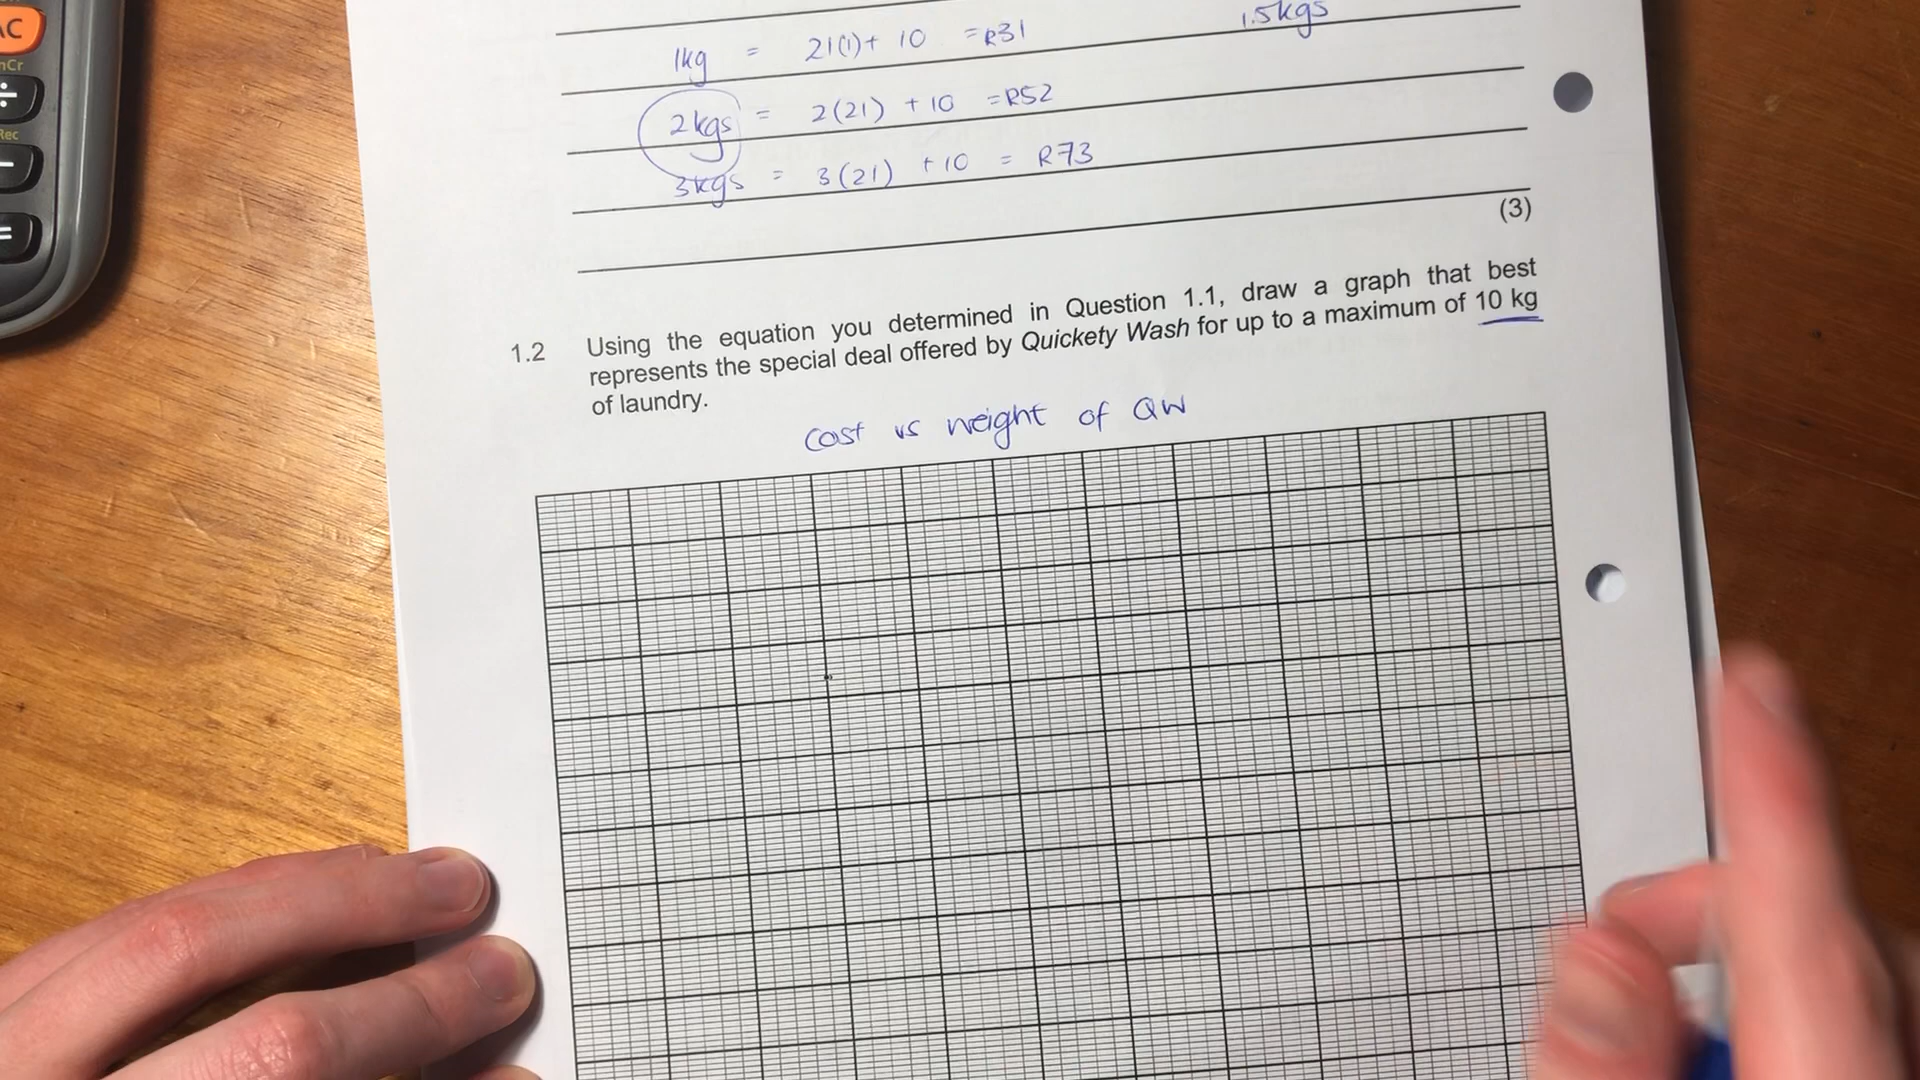 AC
1.5kgs
1kg = 21(1) + 10 = R31
÷
2kgs = 2(21) + 10 = R52
Rec
3kgs = 3(21) + 10 = R73
=
(3)
1.2 Using the equation you determined in Question 1.1, draw a graph that best
represents the special deal offered by Quickety Wash for up to a maximum of 10 kg
of laundry.
Cost vs weight of QW